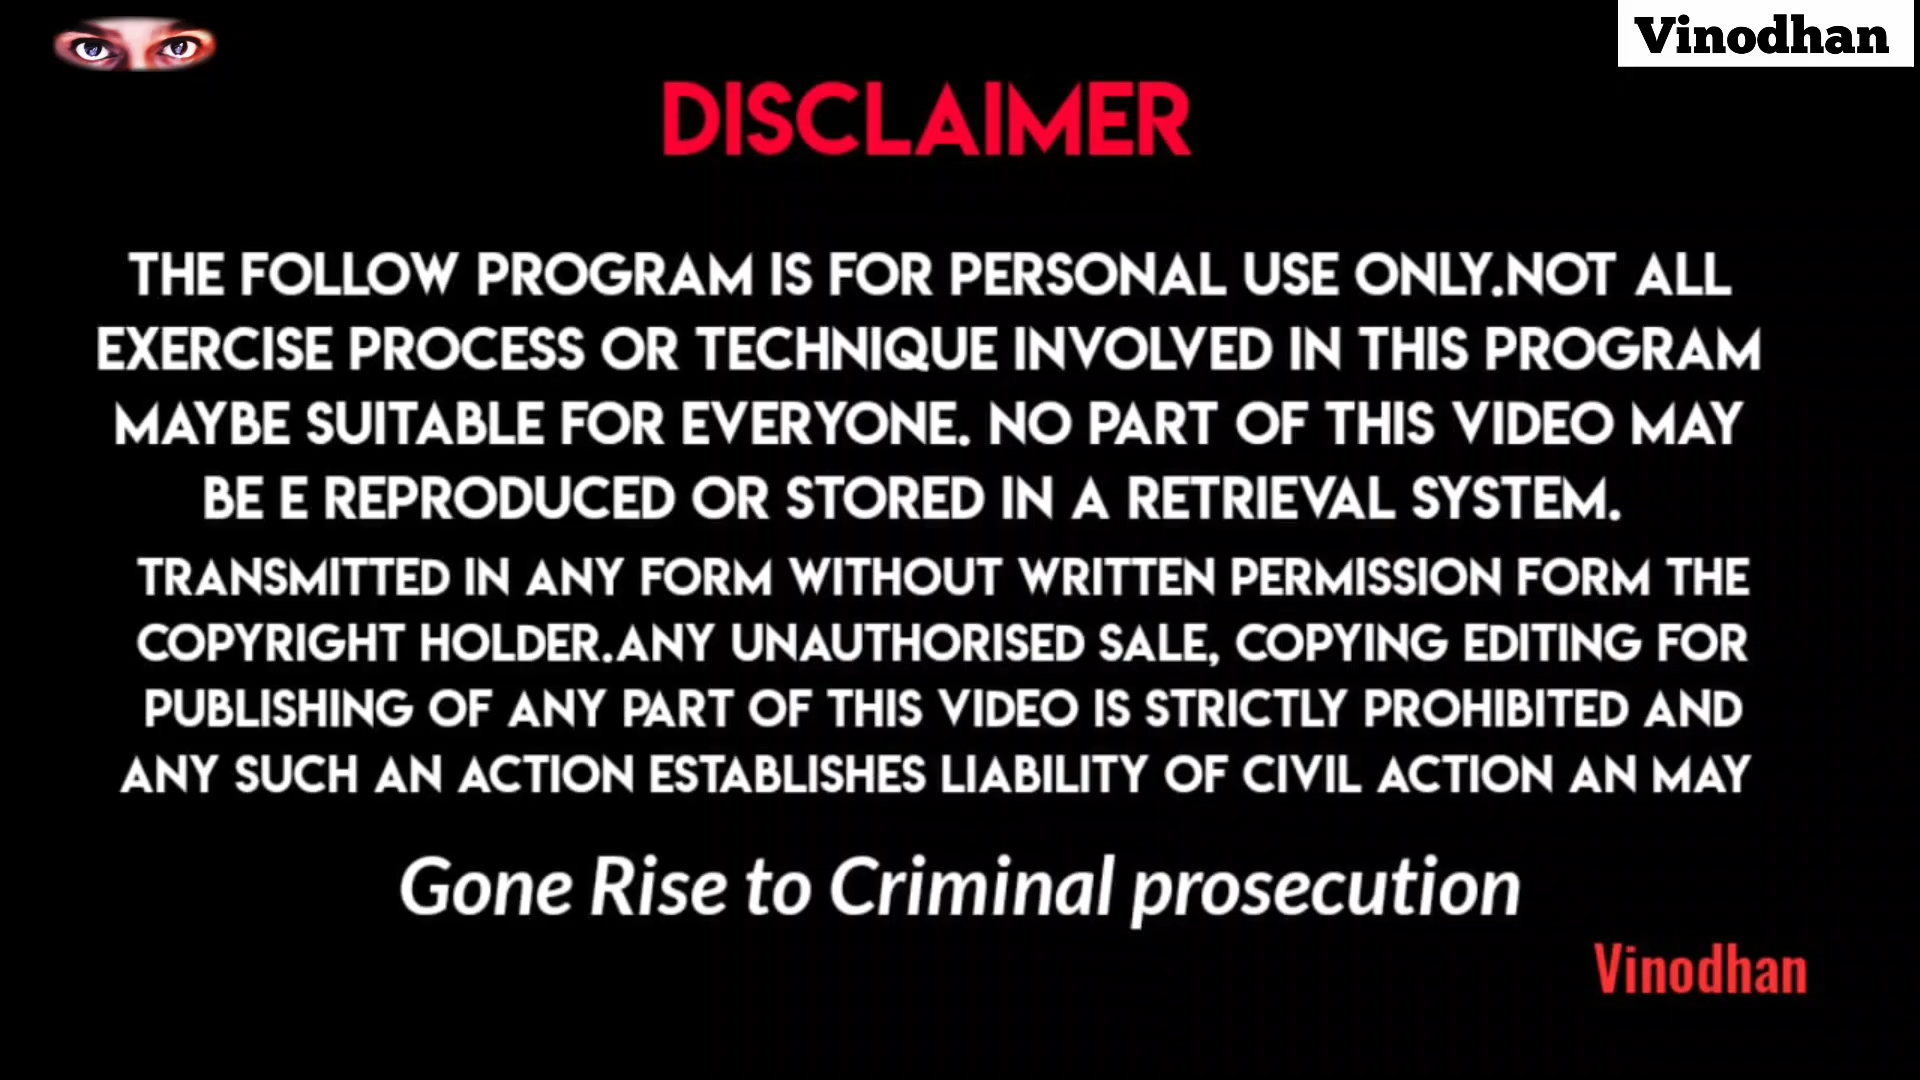 Vinodhan
DISCLAIMER
THE FOLLOW PROGRAM IS FOR PERSONAL USE ONLY.NOT ALL
EXERCISE PROCESS OR TECHNIQUE INVOLVED IN THIS PROGRAM
MAYBE SUITABLE FOR EVERYONE. NO PART OF THIS VIDEO MAY
BE E REPRODUCED OR STORED IN A RETRIEVAL SYSTEM.
TRANSMITTED IN ANY FORM WITHOUT WRITTEN PERMISSION FORM THE
COPYRIGHT HOLDER.ANY UNAUTHORISED SALE, COPYING EDITING FOR
PUBLISHING OF ANY PART OF THIS VIDEO IS STRICTLY PROHIBITED AND
ANY SUCH AN ACTION ESTABLISHES LIABILITY OF CIVIL ACTION AN MAY
Gone Rise to Criminal prosecution
Vinodhan